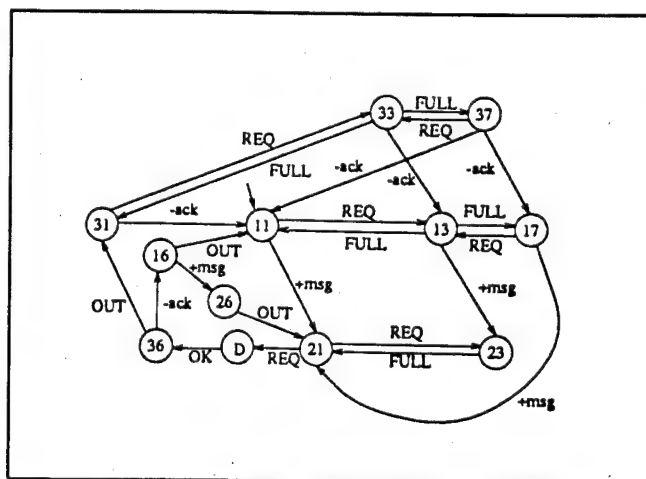 33
FULL
37
REQ
REQ
FULL
-ack
-ack
-ack
31
-ack
11
REQ
13
FULL
17
FULL
REQ
16
OUT
+msg
+msg
+msg
26
OUT
OUT
-ack
36
OK
D
REQ
21
REQ
FULL
23
+msg